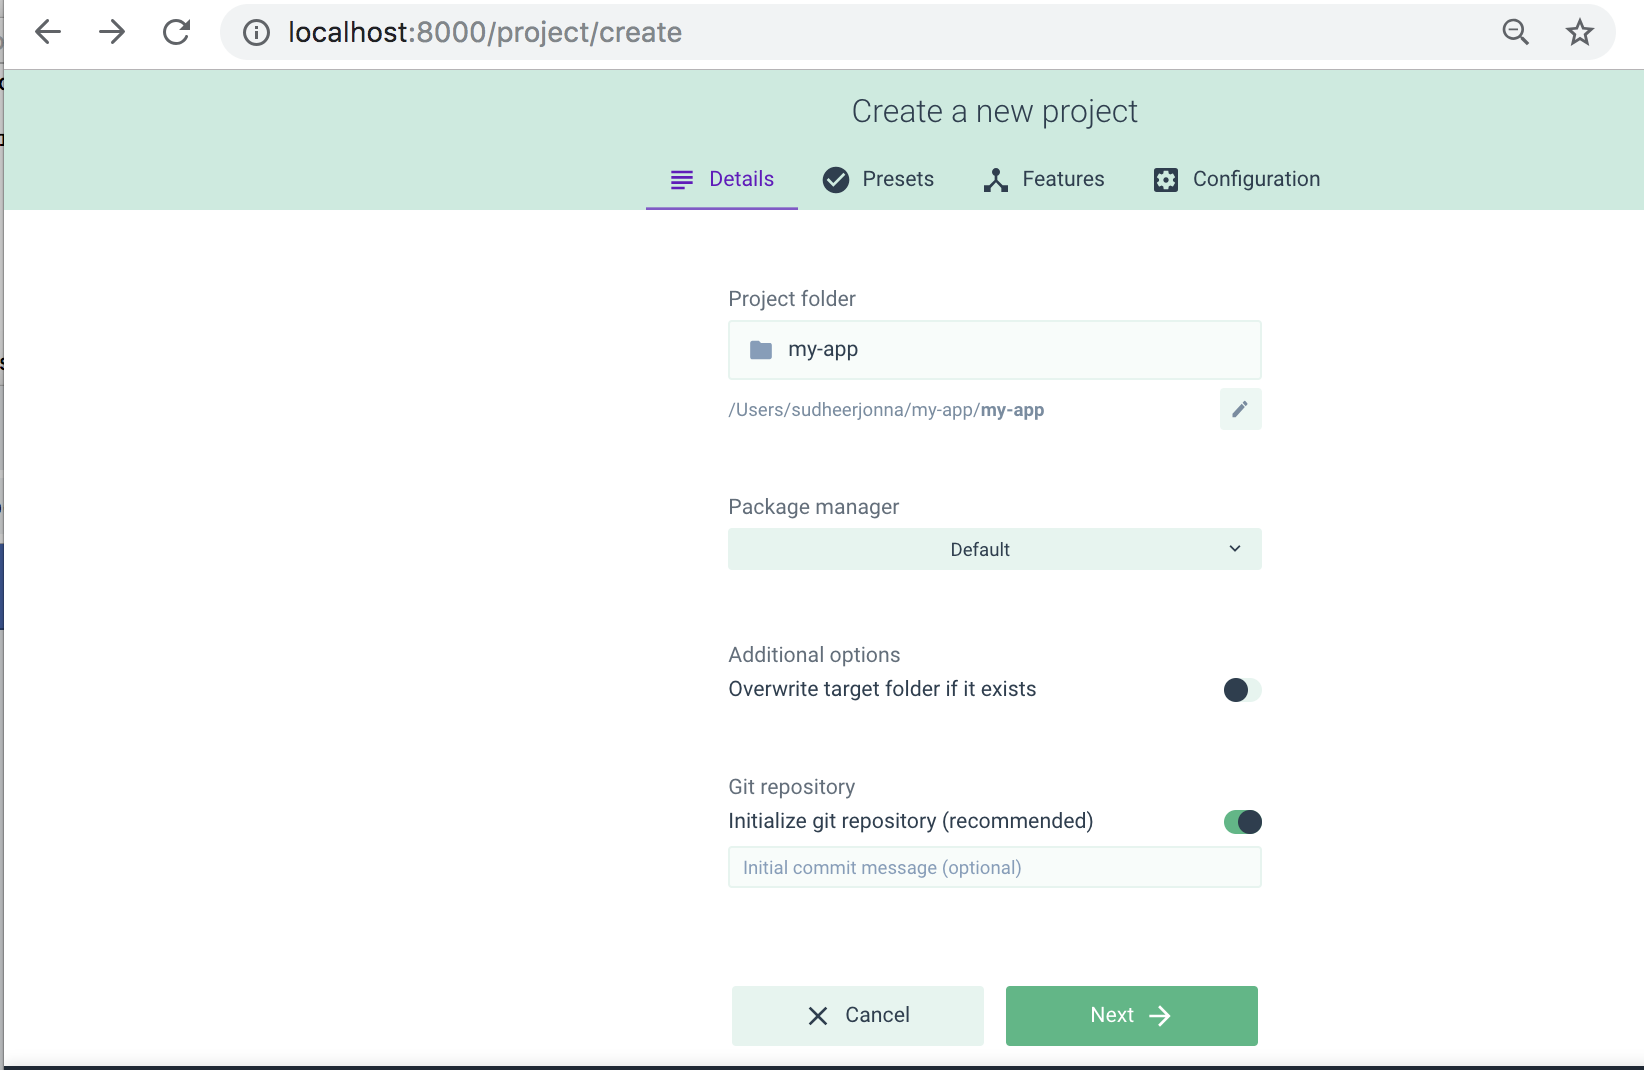 localhost:8000/project/create
Create a new project
Details Presets Features Configuration
Project folder
my-app
/Users/sudheerjonna/my-app/my-app
Package manager
Default
Additional options
Overwrite target folder if it exists
Git repository
Initialize git repository (recommended)
Initial commit message (optional)
Cancel Next